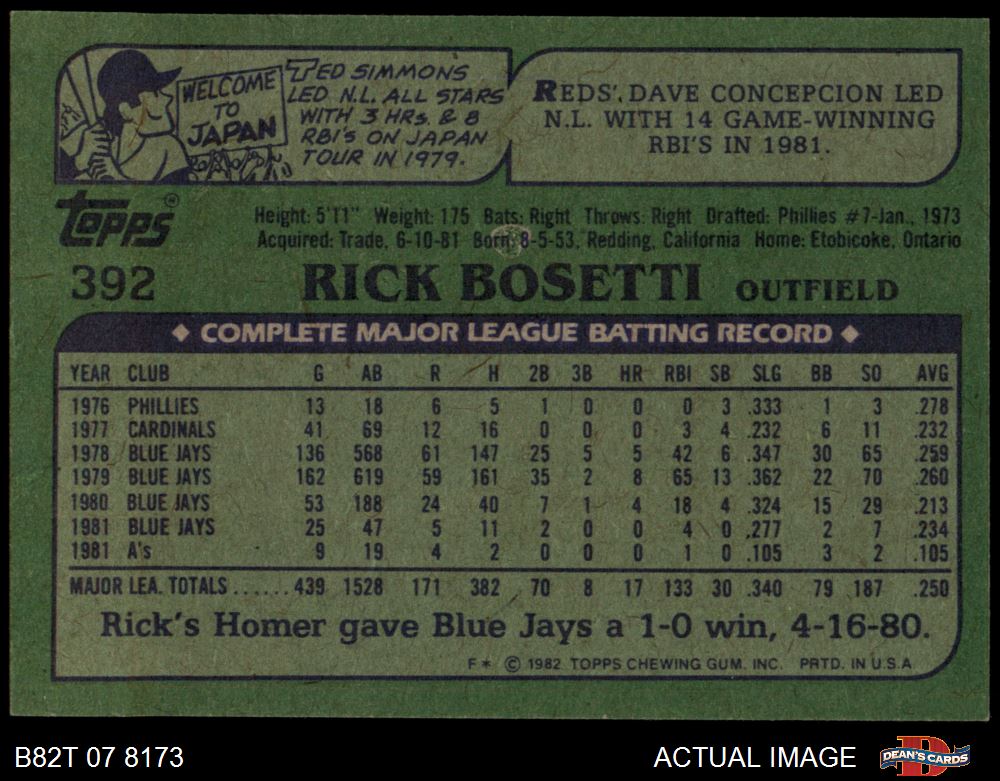 WELCOME
TO
JAPAN
TED SIMMONS
LED N.L. ALL STARS
WITH 3 HRs. & 8
RBI's ON JAPAN
TOUR IN 1979.
REDS', DAVE CONCEPCION LED
N.L. WITH 14 GAME-WINNING
RBI'S IN 1981.
TOPPS®
Height: 5'11" Weight: 175 Bats: Right Throws: Right Drafted: Phillies #7-Jan., 1973
Acquired: Trade, 6-10-81 Born 8-5-53, Redding, California Home: Etobicoke, Ontario
392 RICK BOSETTI OUTFIELD
◆ COMPLETE MAJOR LEAGUE BATTING RECORD ◆
YEAR CLUB G AB R H 2B 3B HR RBI SB SLG BB SO AVG
1976 PHILLIES 13 18 6 5 1 0 0 0 3 .333 1 3 .278
1977 CARDINALS 41 69 12 16 0 0 0 3 4 .232 6 11 .232
1978 BLUE JAYS 136 568 61 147 25 5 5 42 6 .347 30 65 .259
1979 BLUE JAYS 162 619 59 161 35 2 8 65 13 .362 22 70 .260
1980 BLUE JAYS 53 188 24 40 7 1 4 18 4 .324 15 29 .213
1981 BLUE JAYS 25 47 5 11 2 0 0 4 0 .277 2 7 .234
1981 A's 9 19 4 2 0 0 0 1 0 .105 3 2 .105
MAJOR LEA. TOTALS ...... 439 1528 171 382 70 8 17 133 30 .340 79 187 .250
Rick's Homer gave Blue Jays a 1-0 win, 4-16-80.
F* © 1982 TOPPS CHEWING GUM. INC. PRTD. IN U.S.A
B82T 07 8173 ACTUAL IMAGE DEAN'S CARDS